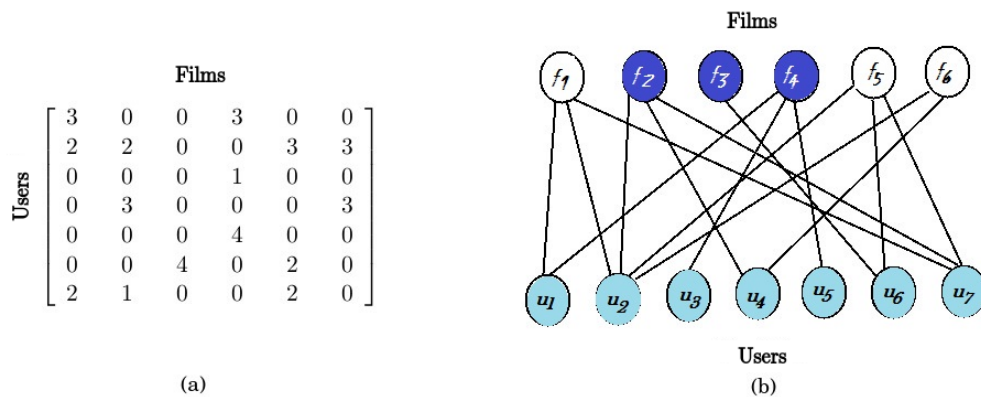 Films
Users
3 0 0 3 0 0
2 2 0 0 3 3
0 0 0 1 0 0
0 3 0 0 0 3
0 0 0 4 0 0
0 0 4 0 2 0
2 1 0 0 2 0
(a)
Films
f1 f2 f3 f4 f5 f6
u1 u2 u3 u4 u5 u6 u7
Users
(b)